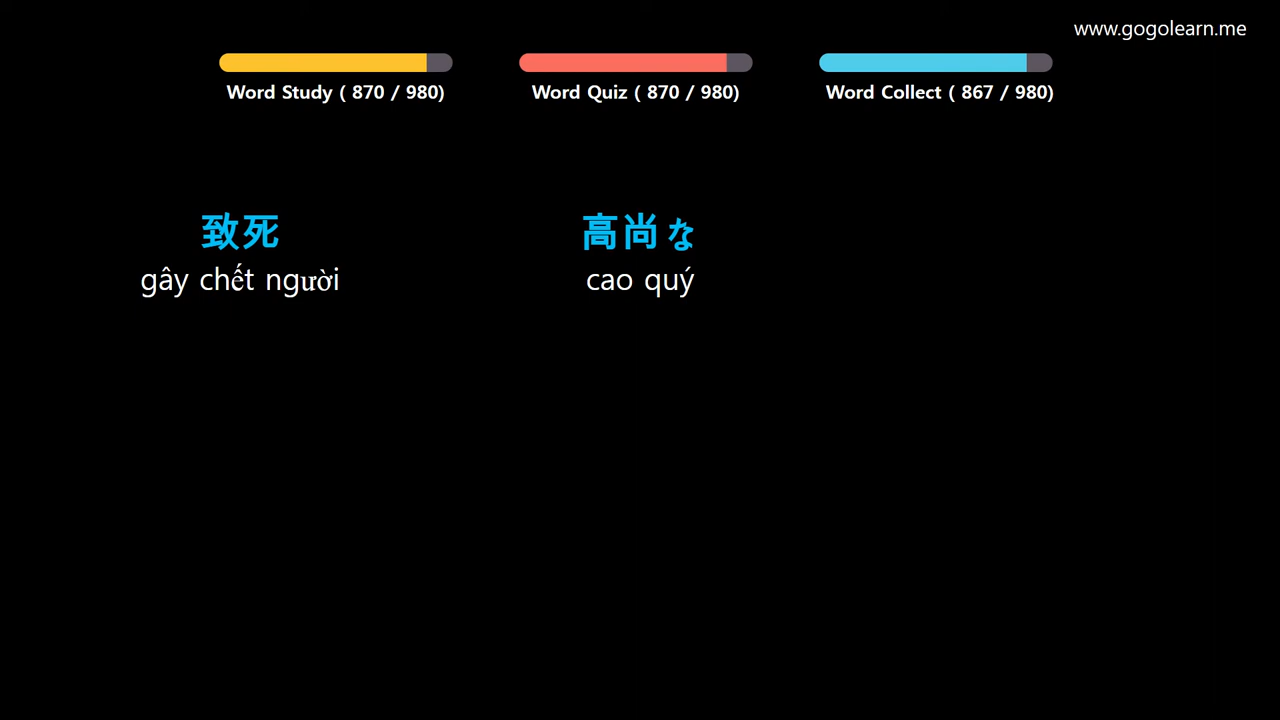 www.gogolearn.me
Word Study ( 870 / 980)
Word Quiz ( 870 / 980)
Word Collect ( 867 / 980)
致死
gây chết người
高尚な
cao quý